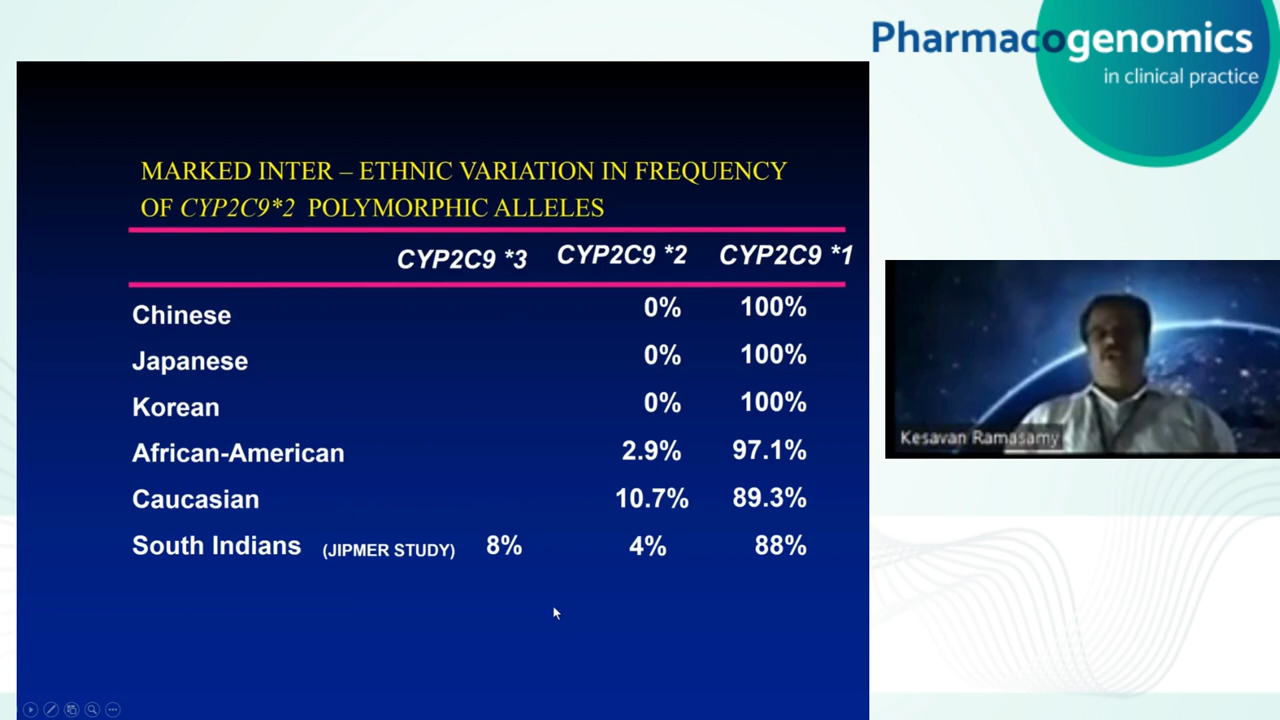 Pharmacogenomics
in clinical practice
MARKED INTER – ETHNIC VARIATION IN FREQUENCY
OF CYP2C9*2 POLYMORPHIC ALLELES
CYP2C9 *3 CYP2C9 *2 CYP2C9 *1
Chinese 0% 100%
Japanese 0% 100%
Korean 0% 100%
African-American 2.9% 97.1%
Caucasian 10.7% 89.3%
South Indians (JIPMER STUDY) 8% 4% 88%
Kesavan Ramasamy